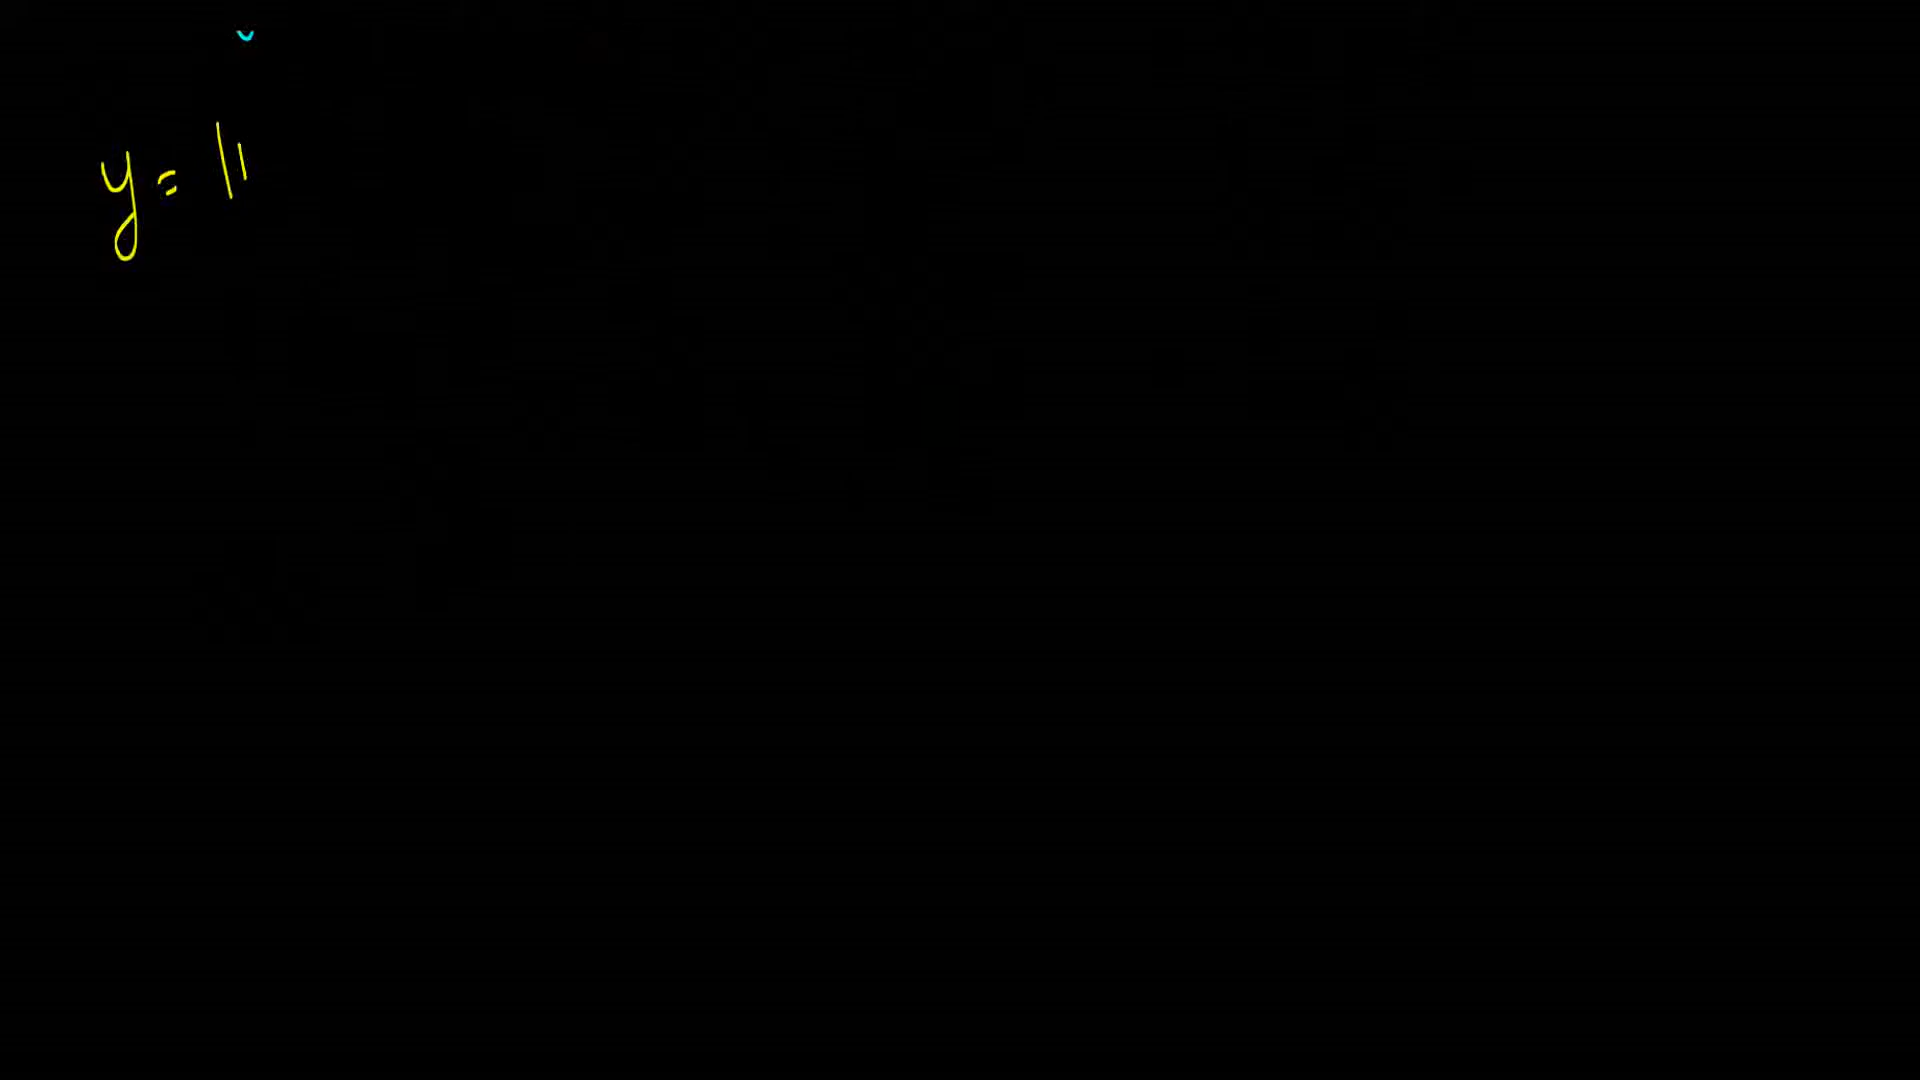 y = 11